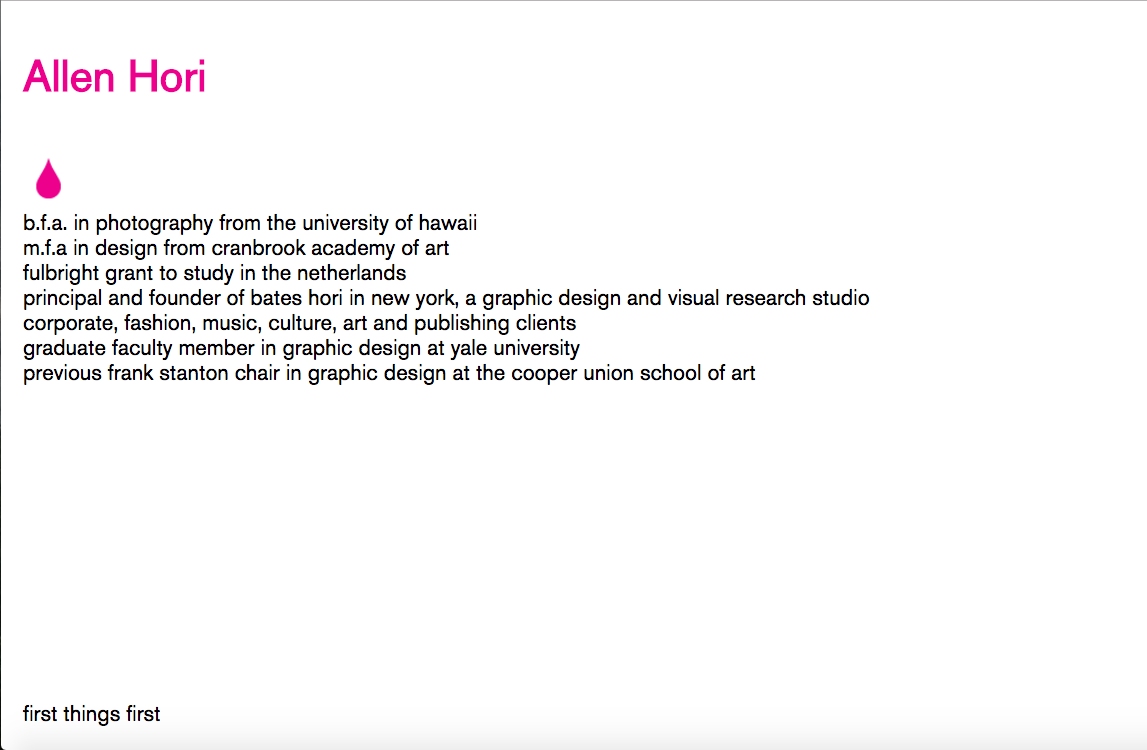 Allen Hori
b.f.a. in photography from the university of hawaii
m.f.a in design from cranbrook academy of art
fulbright grant to study in the netherlands
principal and founder of bates hori in new york, a graphic design and visual research studio
corporate, fashion, music, culture, art and publishing clients
graduate faculty member in graphic design at yale university
previous frank stanton chair in graphic design at the cooper union school of art
first things first